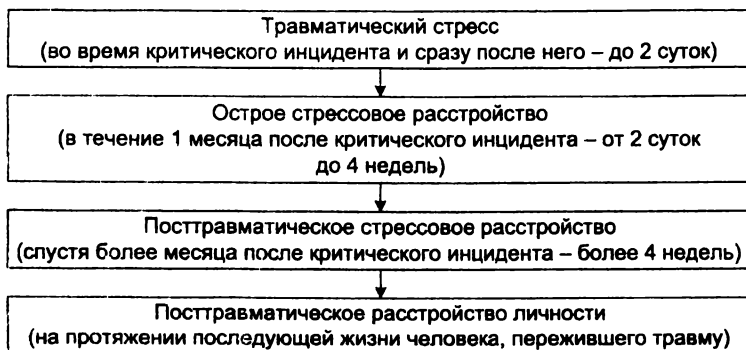 Травматический стресс
(во время критического инцидента и сразу после него – до 2 суток)
Острое стрессовое расстройство
(в течение 1 месяца после критического инцидента – от 2 суток
до 4 недель)
Посттравматическое стрессовое расстройство
(спустя более месяца после критического инцидента – более 4 недель)
Посттравматическое расстройство личности
(на протяжении последующей жизни человека, пережившего травму)